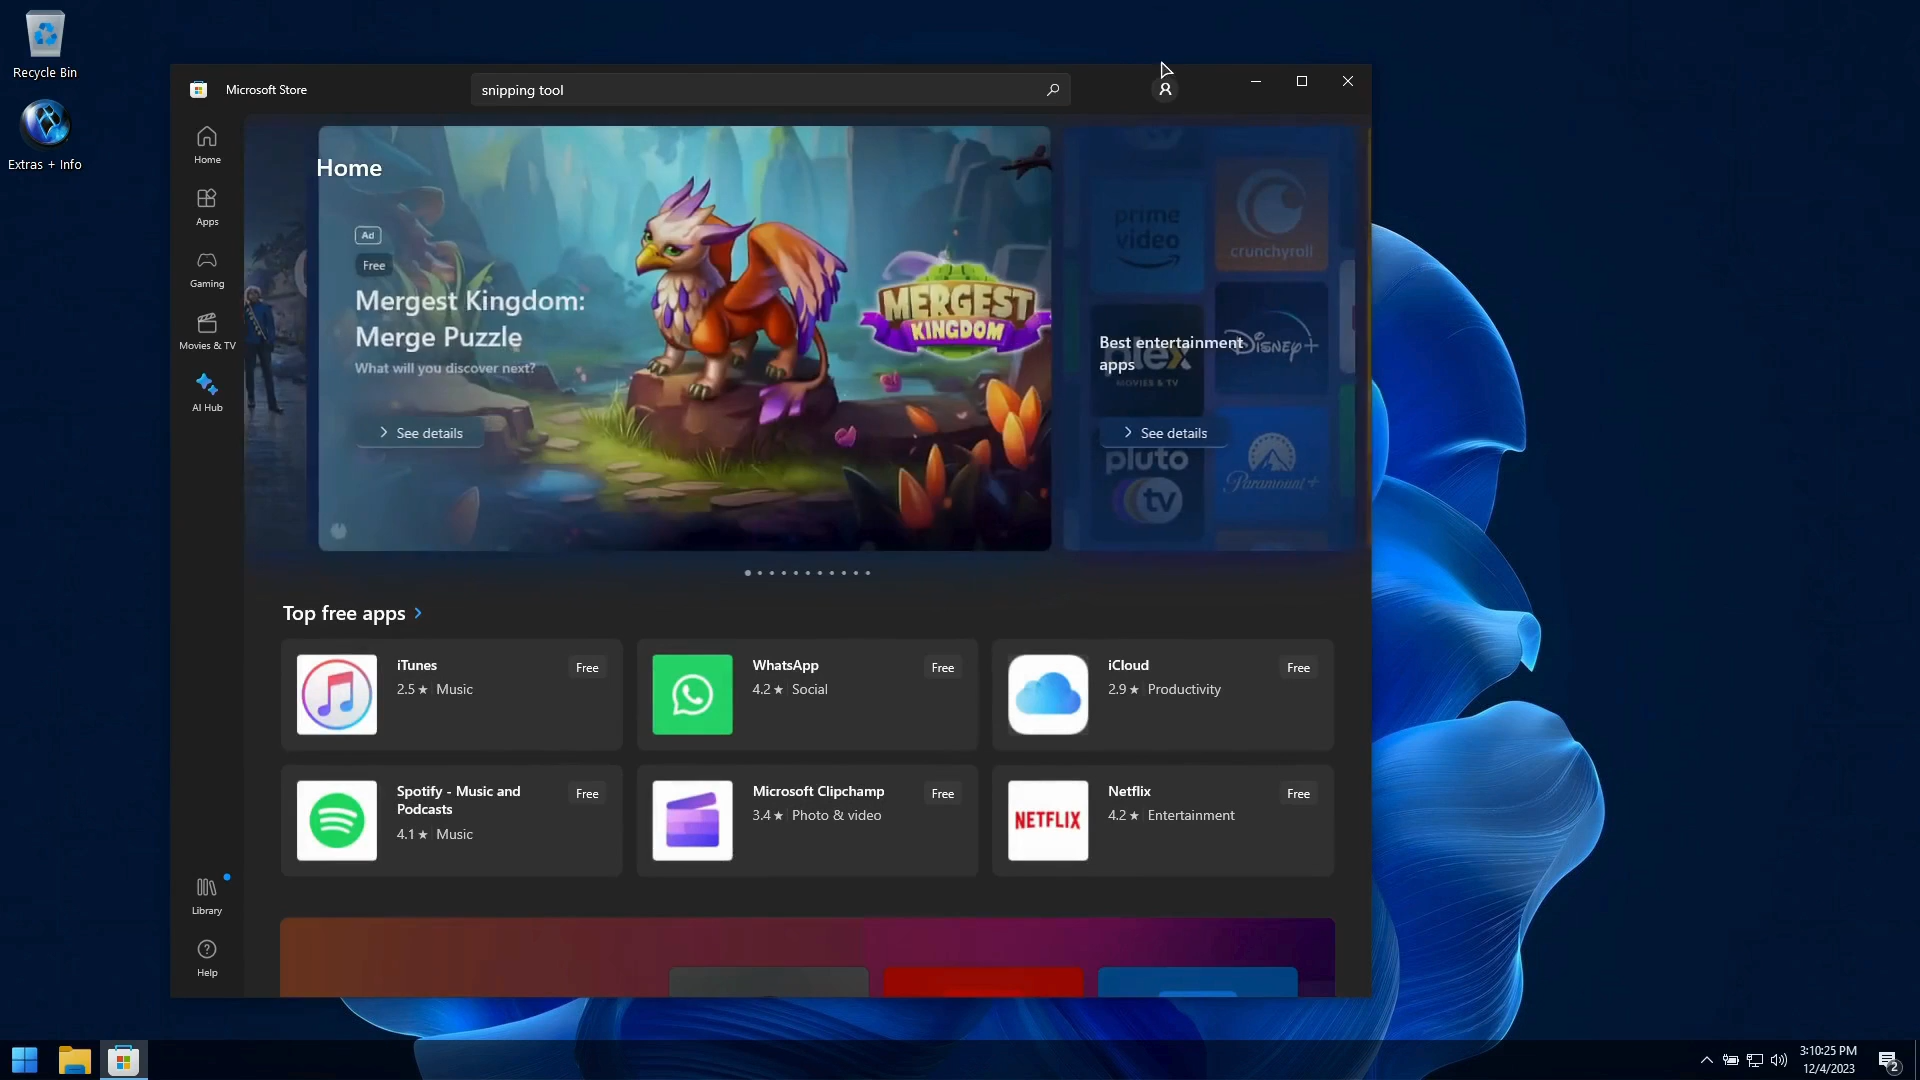 Recycle Bin
Extras + Info
Microsoft Store
snipping tool
Home
Apps
Gaming
Movies & TV
AI Hub
Library
Help
Home
Ad
Free
Mergest Kingdom:
Merge Puzzle
What will you discover next?
See details
MERGEST
KINGDOM
prime
video
crunchyroll
Best entertainment
apps
plex
MOVIES & TV
Disney+
See details
pluto
tv
Paramount+
Top free apps
iTunes
Free
2.5 ★ Music
WhatsApp
Free
4.2 ★ Social
iCloud
Free
2.9 ★ Productivity
Spotify - Music and
Podcasts
Free
4.1 ★ Music
Microsoft Clipchamp
Free
3.4 ★ Photo & video
Netflix
Free
4.2 ★ Entertainment
NETFLIX
3:10:25 PM
12/4/2023
2